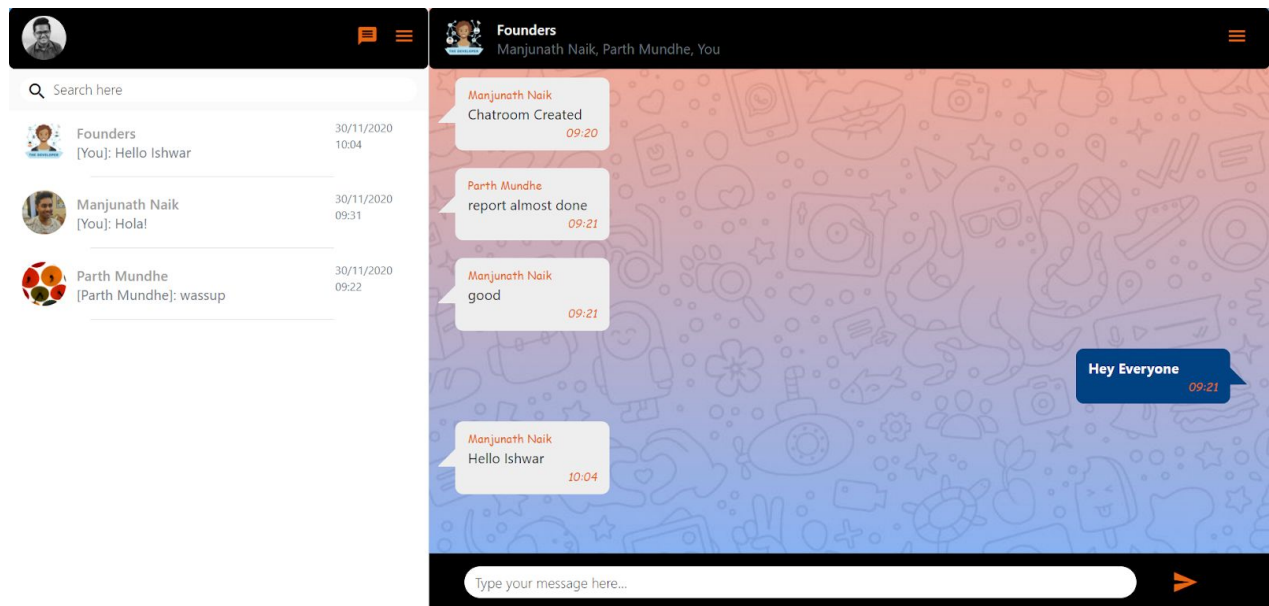 Search here
Founders
30/11/2020
[You]: Hello Ishwar
10:04
Manjunath Naik
30/11/2020
[You]: Hola!
09:31
Parth Mundhe
30/11/2020
[Parth Mundhe]: wassup
09:22
Founders
Manjunath Naik, Parth Mundhe, You
Manjunath Naik
Chatroom Created
09:20
Parth Mundhe
report almost done
09:21
Manjunath Naik
good
09:21
Hey Everyone
09:21
Manjunath Naik
Hello Ishwar
10:04
Type your message here...